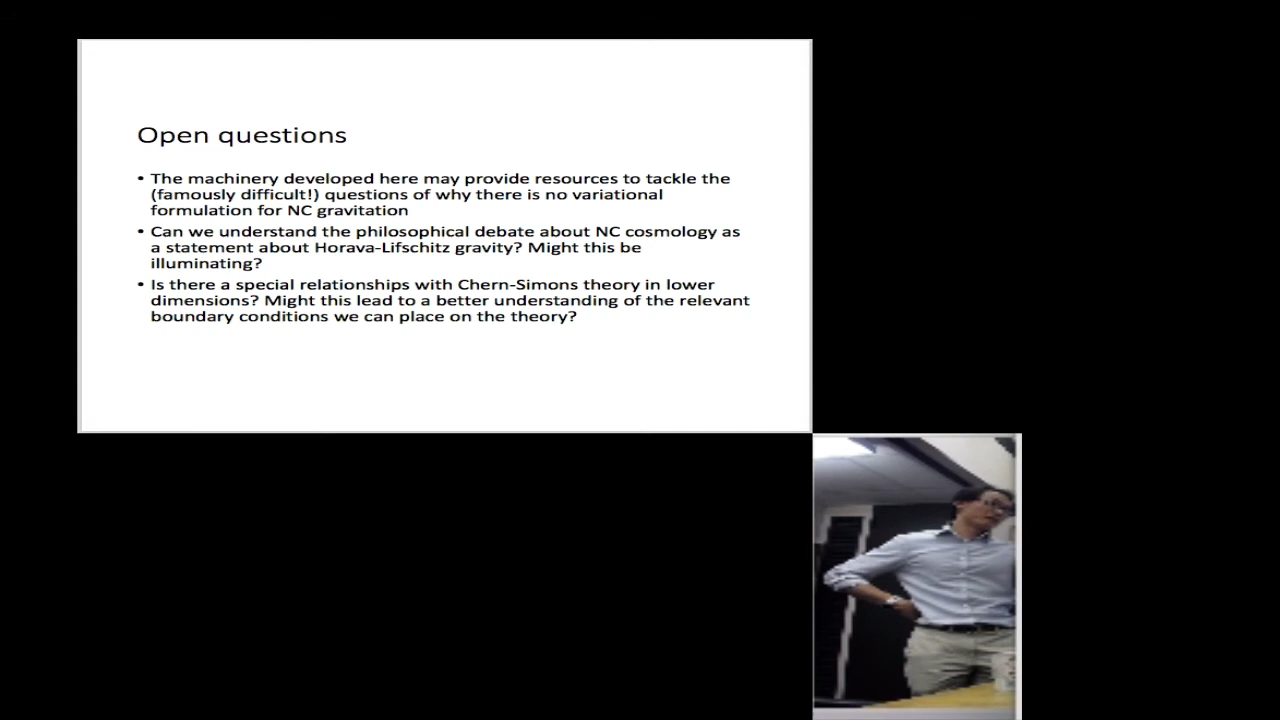 Open questions
• The machinery developed here may provide resources to tackle the
(famously difficult!) questions of why there is no variational
formulation for NC gravitation
• Can we understand the philosophical debate about NC cosmology as
a statement about Horava-Lifschitz gravity? Might this be
illuminating?
• Is there a special relationships with Chern-Simons theory in lower
dimensions? Might this lead to a better understanding of the relevant
boundary conditions we can place on the theory?